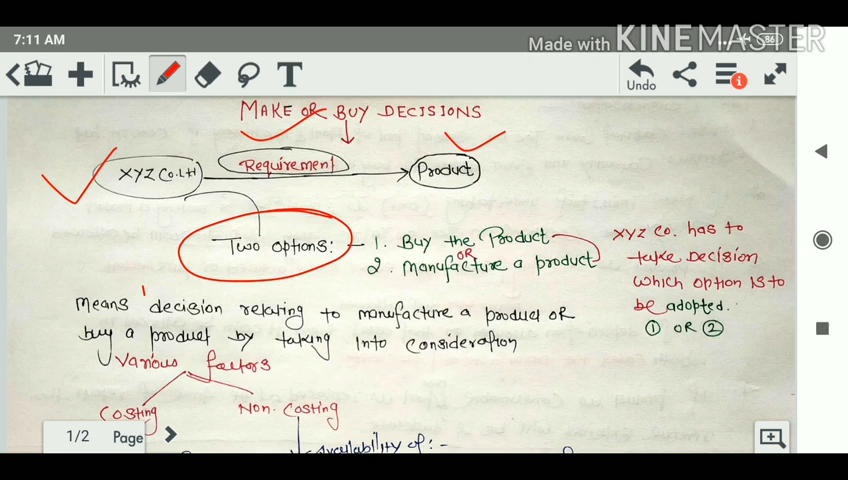 7:11 AM
Made with KINEMASTER
86
Undo
MAKE OR BUY DECISIONS
XYZ Co. Ltd
Requirement
Product
Two options: - 1. Buy the Product
OR
2. Manufacture a product
XYZ Co. has to
take Decision
which option is to
be adopted.
① OR ②
Means decision relating to manufacture a product OR
buy a product by taking into consideration
Various factors
Costing
Non. Costing
availability of :-
1/2 Page